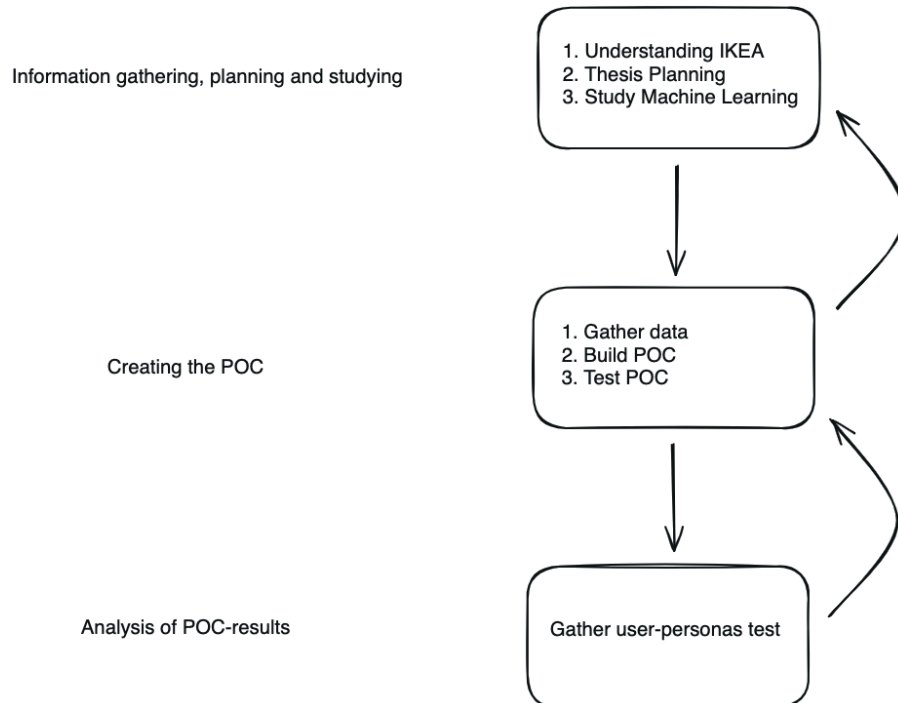 Information gathering, planning and studying
1. Understanding IKEA
2. Thesis Planning
3. Study Machine Learning
Creating the POC
1. Gather data
2. Build POC
3. Test POC
Analysis of POC-results
Gather user-personas test